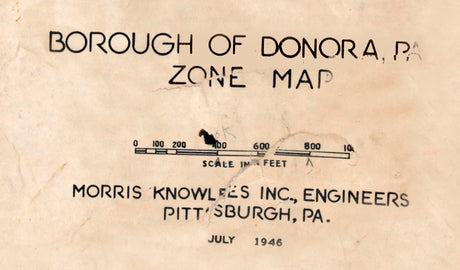 BOROUGH OF DONORA, PA
ZONE MAP
0 100 200 400 600 800
SCALE IN FEET
MORRIS KNOWLES INC., ENGINEERS
PITTSBURGH, PA.
JULY 1946